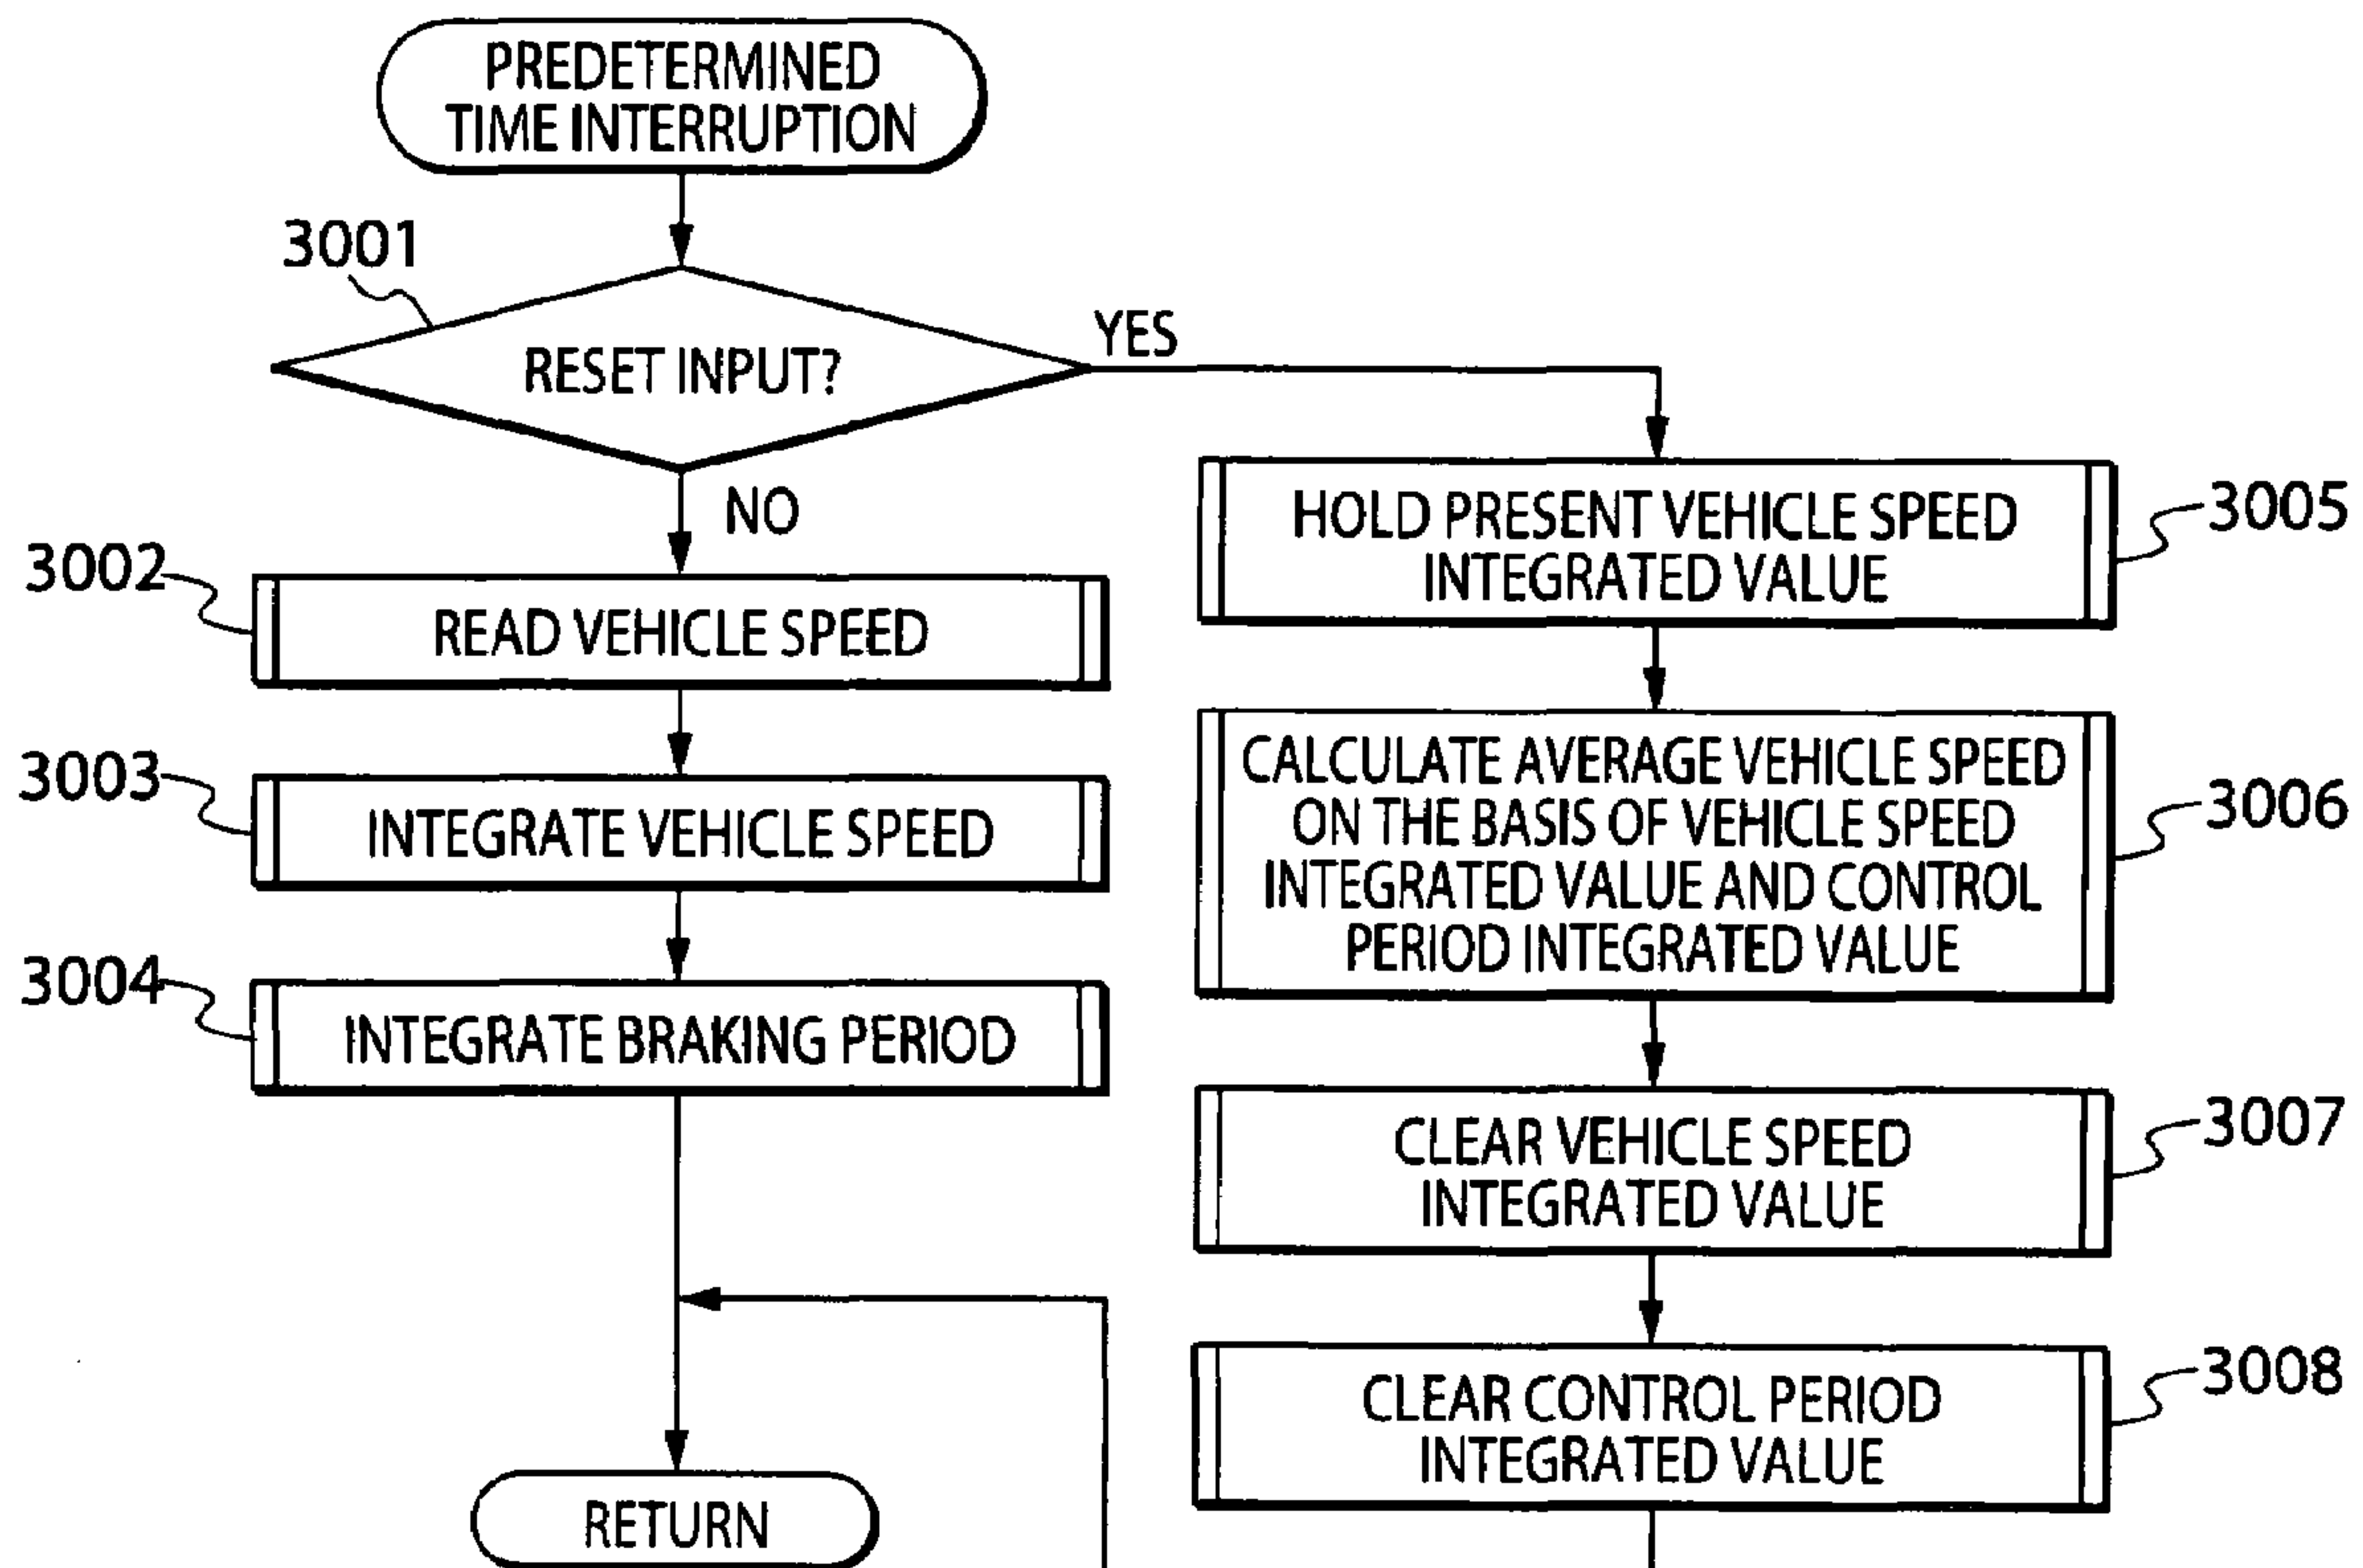 PREDETERMINED
TIME INTERRUPTION
3001
RESET INPUT?
YES
NO
3002
READ VEHICLE SPEED
3003
INTEGRATE VEHICLE SPEED
3004
INTEGRATE BRAKING PERIOD
RETURN
HOLD PRESENT VEHICLE SPEED
INTEGRATED VALUE
3005
CALCULATE AVERAGE VEHICLE SPEED
ON THE BASIS OF VEHICLE SPEED
INTEGRATED VALUE AND CONTROL
PERIOD INTEGRATED VALUE
3006
CLEAR VEHICLE SPEED
INTEGRATED VALUE
3007
CLEAR CONTROL PERIOD
INTEGRATED VALUE
3008